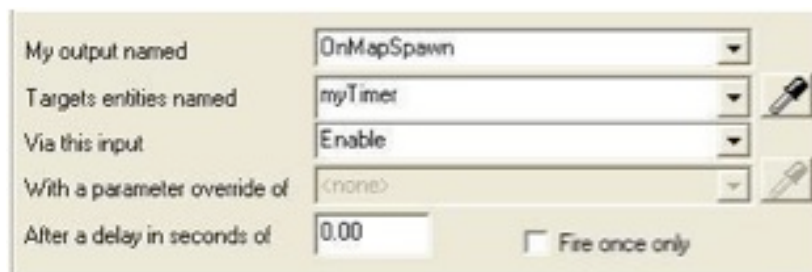 My output named OnMapSpawn
Targets entities named myTimer
Via this input Enable
With a parameter override of <none>
After a delay in seconds of 0.00 Fire once only